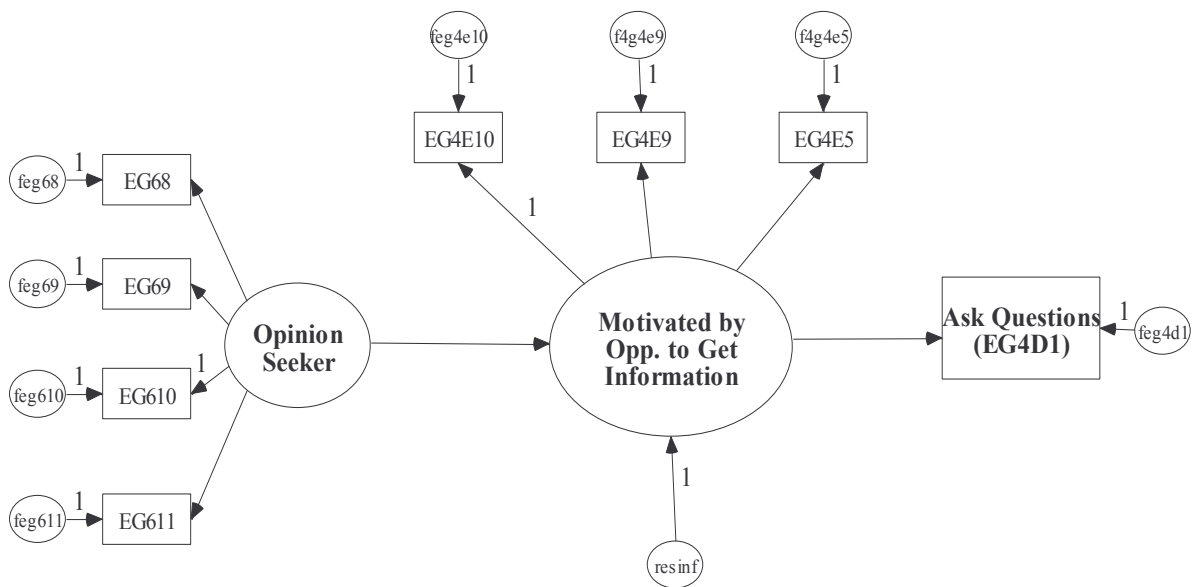 feg4e10
f4g4e9
f4g4e5
1
1
1
EG4E10
EG4E9
EG4E5
feg68
1
EG68
1
feg69
1
EG69
Opinion
Seeker
Motivated by
Opp. to Get
Information
Ask Questions
(EG4D1)
1
feg4d1
feg610
1
EG610
1
feg611
1
EG611
1
resinf